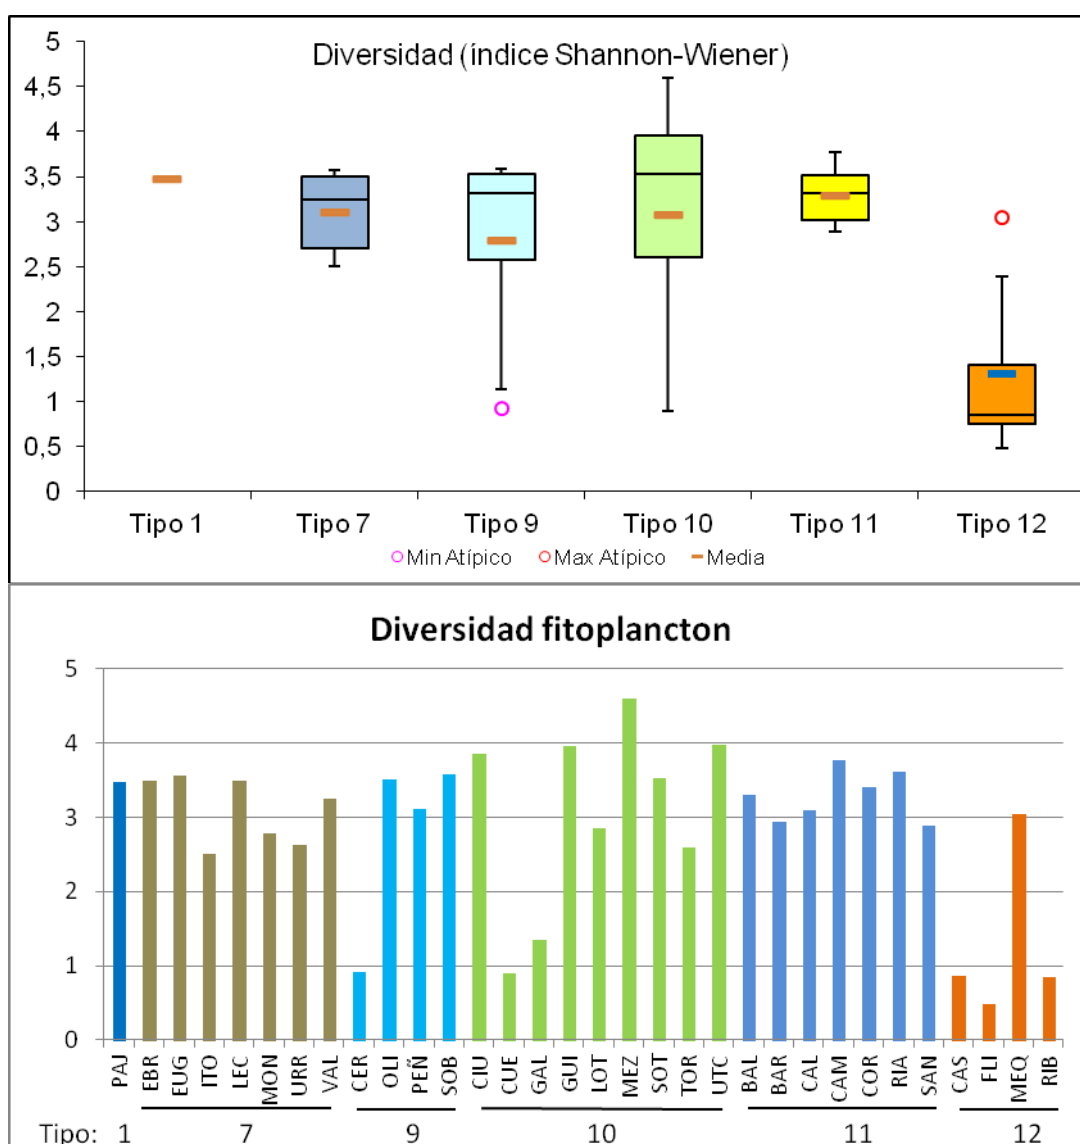 Diversidad (índice Shannon-Wiener)
5
4,5
4
3,5
3
2,5
2
1,5
1
0,5
0
Tipo 1 Tipo 7 Tipo 9 Tipo 10 Tipo 11 Tipo 12
Min Atípico Max Atípico Media
Diversidad fitoplancton
5
4
3
2
1
0
PAJ EBR EUG ITO LEC MON URR VAL CER OLI PEÑ SOB CIU CUE GAL GUI LOT MEZ SOT TOR UTC BAL BAR CAL CAM COR RIA SAN CAS FLI MEQ RIB
Tipo: 1 7 9 10 11 12